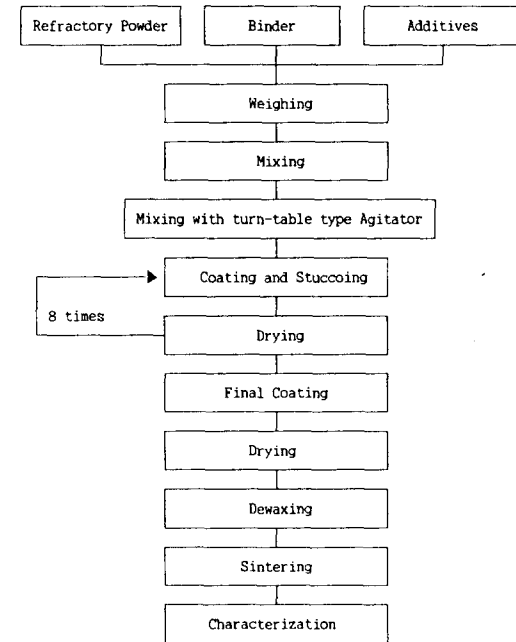 Refractory Powder
Binder
Additives
Weighing
Mixing
Mixing with turn-table type Agitator
Coating and Stuccoing
8 times
Drying
Final Coating
Drying
Dewaxing
Sintering
Characterization